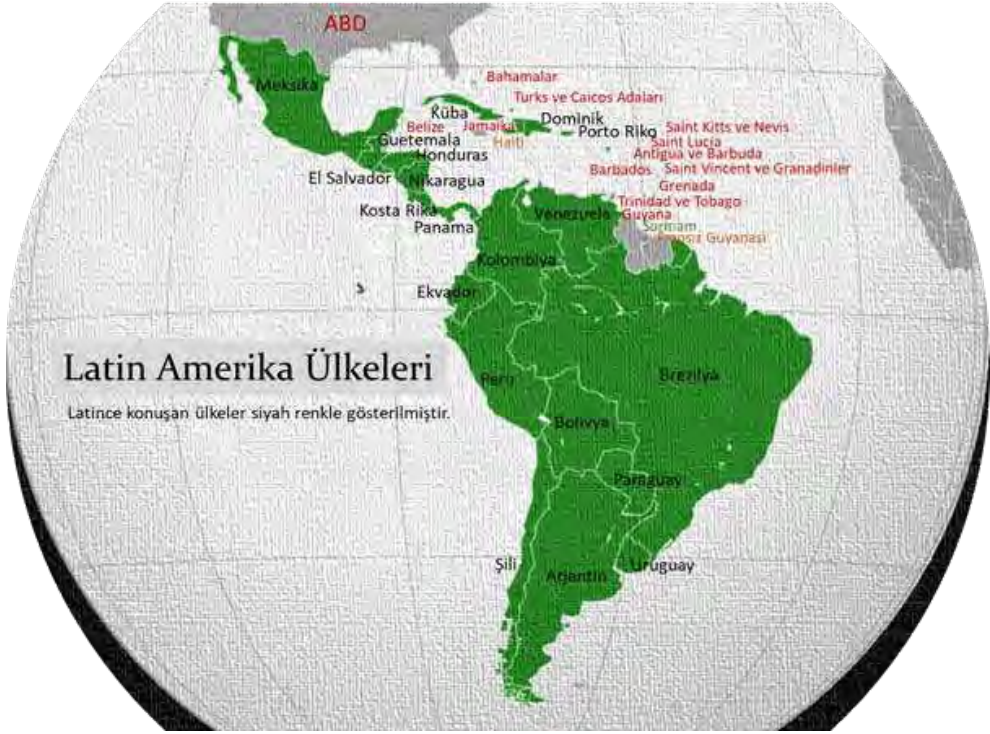 ABD
Meksika
Bahamalar
Turks ve Caicos Adaları
Küba
Dominik
Belize
Jamaika
Porto Riko
Saint Kitts ve Nevis
Guetemala
Haiti
Saint Lucia
Honduras
Antigua ve Barbuda
Barbados
Saint Vincent ve Granadinler
El Salvador
Nikaragua
Grenada
Trinidad ve Tobago
Kosta Rika
Venezuela
Guyana
Panama
Fransız Guyanası
Kolombiya
Ekvador
Latin Amerika Ülkeleri
Peru
Brezilya
Latince konuşan ülkeler siyah renkle gösterilmiştir.
Bolivya
Paraguay
Şili
Uruguay
Arjantin